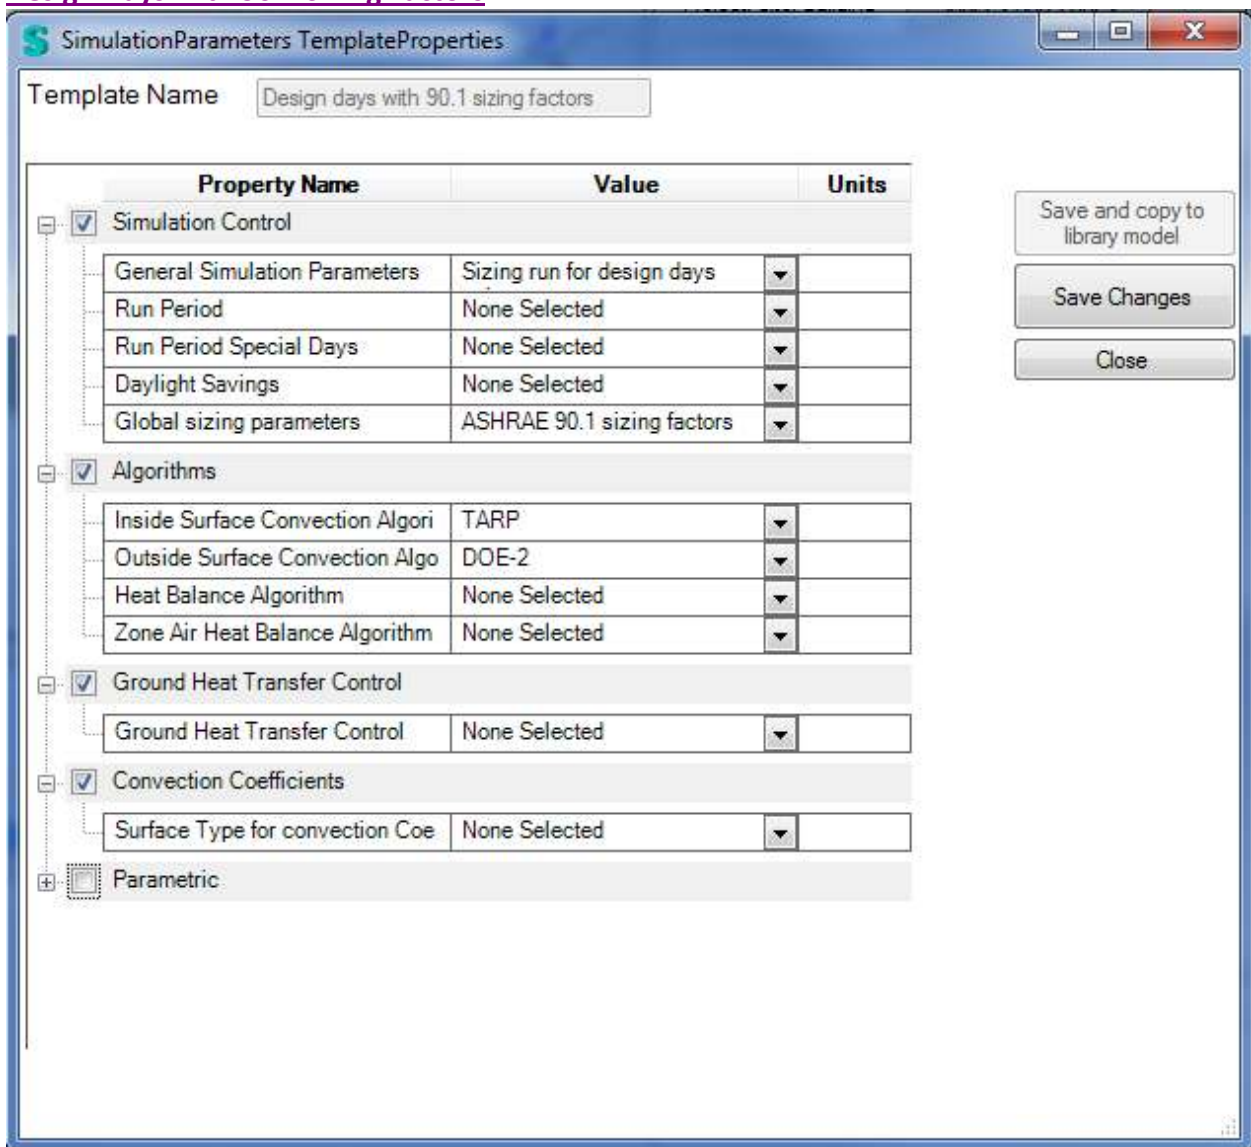 SimulationParameters TemplateProperties
Template Name Design days with 90.1 sizing factors
Property Name Value Units
Simulation Control
Save and copy to
library model
General Simulation Parameters Sizing run for design days
Save Changes
Run Period None Selected
Run Period Special Days None Selected
Close
Daylight Savings None Selected
Global sizing parameters ASHRAE 90.1 sizing factors
Algorithms
Inside Surface Convection Algori TARP
Outside Surface Convection Algo DOE-2
Heat Balance Algorithm None Selected
Zone Air Heat Balance Algorithm None Selected
Ground Heat Transfer Control
Ground Heat Transfer Control None Selected
Convection Coefficients
Surface Type for convection Coe None Selected
Parametric